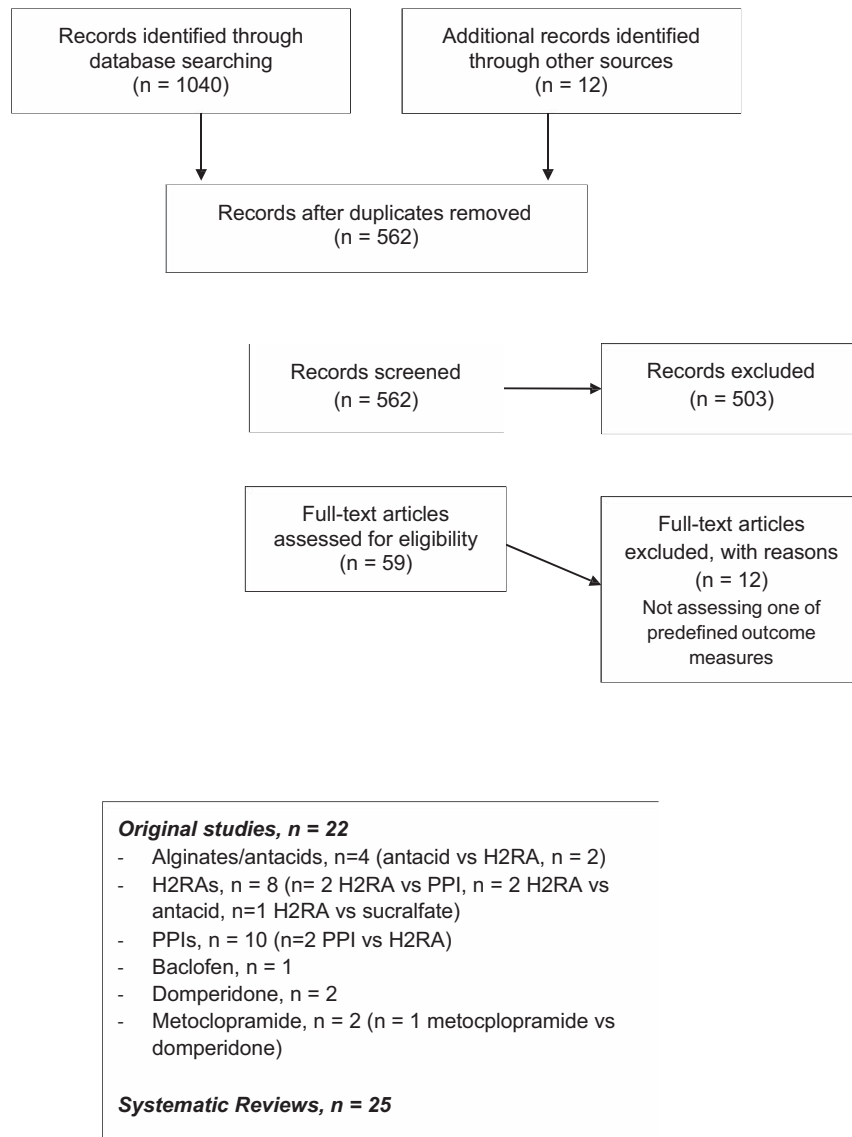 Records identified through
database searching
(n = 1040)
Additional records identified
through other sources
(n = 12)
Records after duplicates removed
(n = 562)
Records screened
(n = 562)
Records excluded
(n = 503)
Full-text articles
assessed for eligibility
(n = 59)
Full-text articles
excluded, with reasons
(n = 12)
Not assessing one of
predefined outcome
measures
Original studies, n = 22
- Alginates/antacids, n=4 (antacid vs H2RA, n = 2)
- H2RAs, n = 8 (n= 2 H2RA vs PPI, n = 2 H2RA vs
antacid, n=1 H2RA vs sucralfate)
- PPIs, n = 10 (n=2 PPI vs H2RA)
- Baclofen, n = 1
- Domperidone, n = 2
- Metoclopramide, n = 2 (n = 1 metocplopramide vs
domperidone)
Systematic Reviews, n = 25